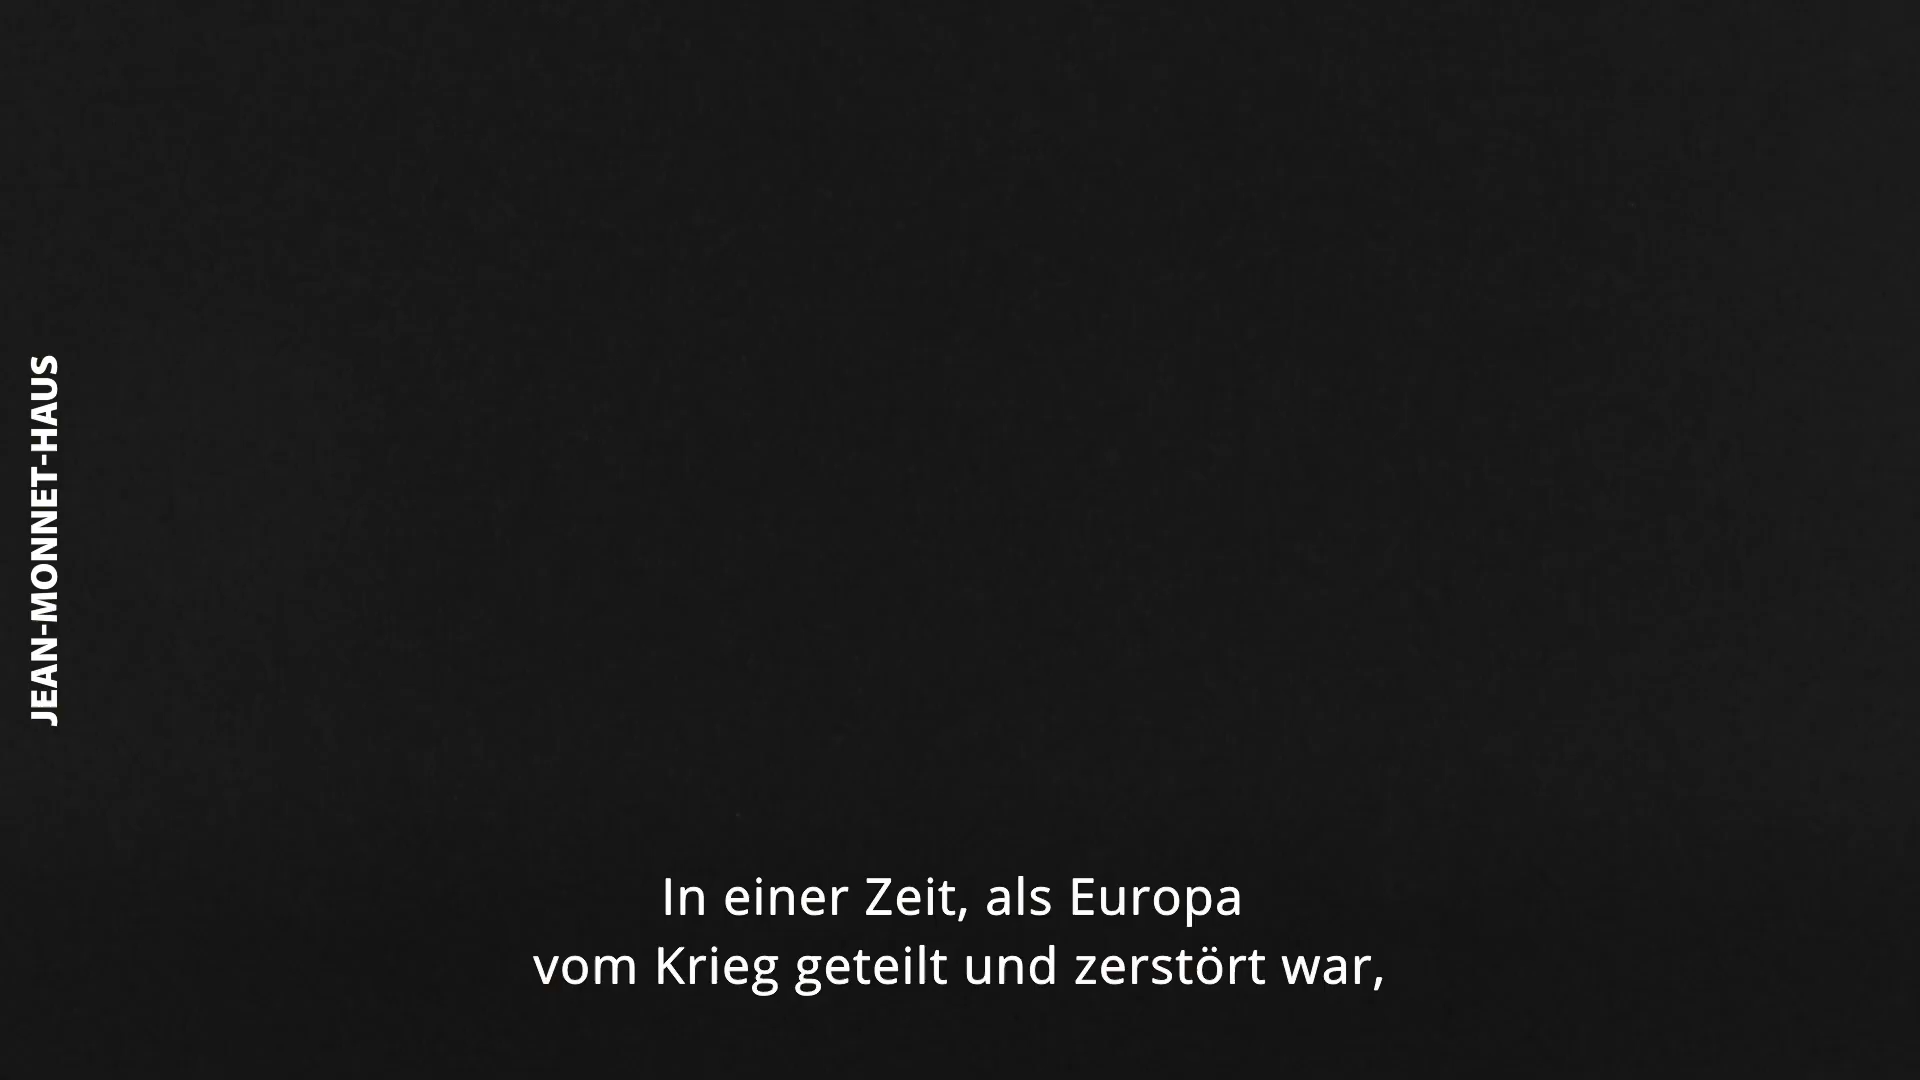 JEAN-MONNET-HAUS
In einer Zeit, als Europa
vom Krieg geteilt und zerstört war,